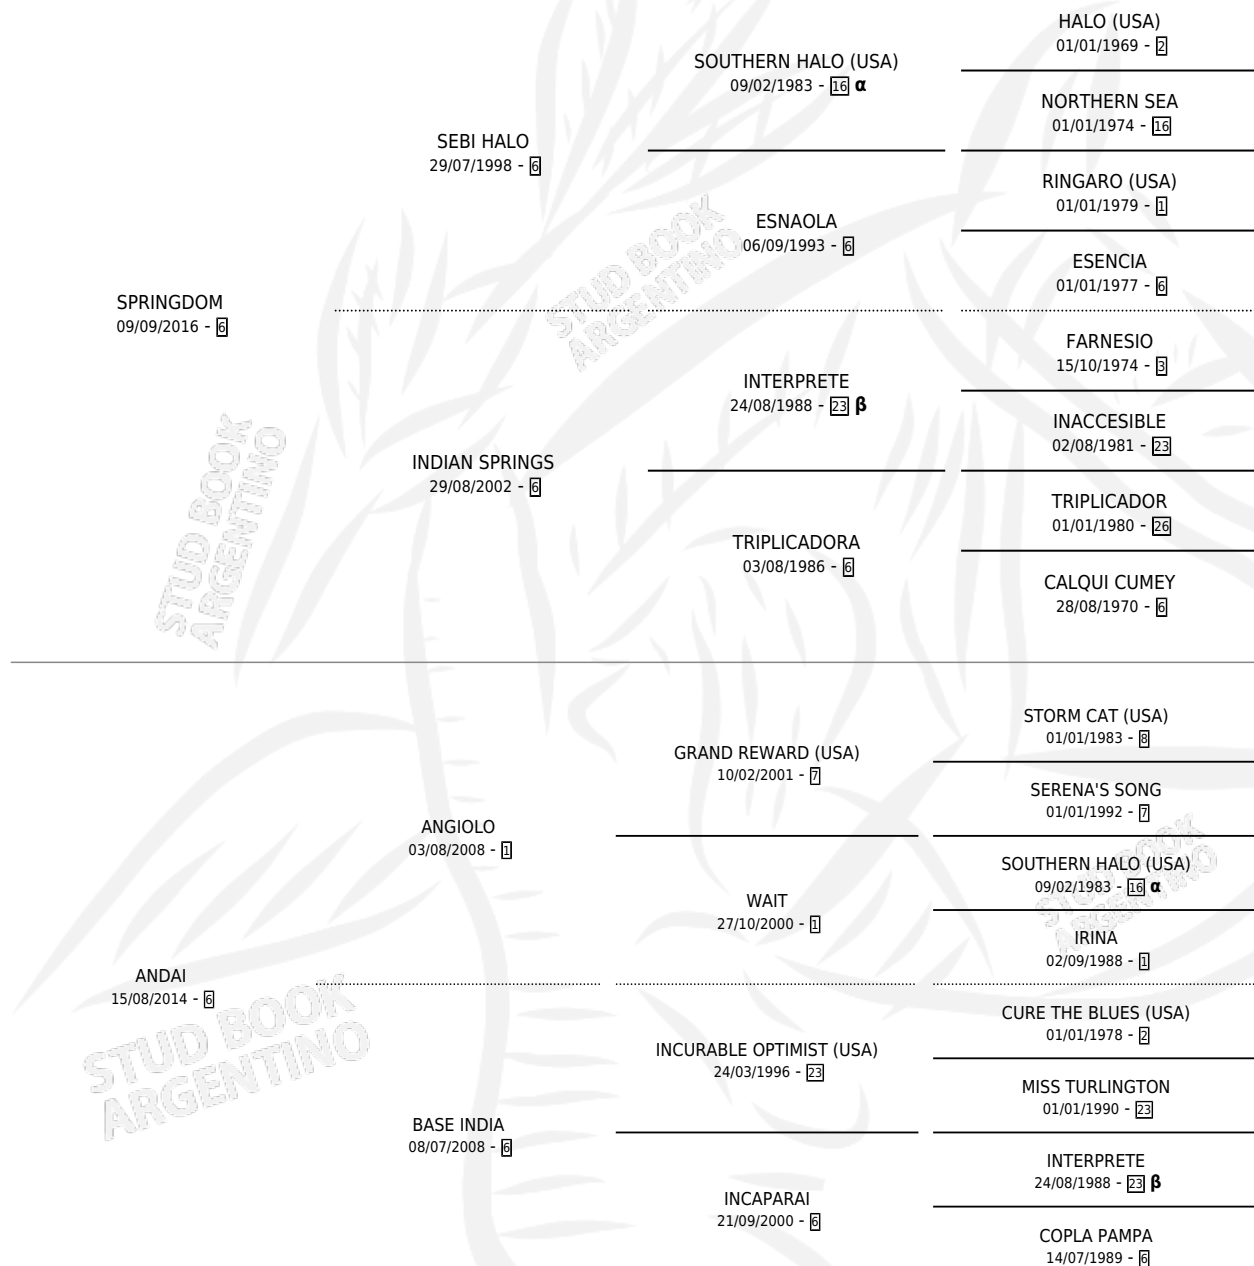 HALO (USA)
01/01/1969 - 2
SOUTHERN HALO (USA)
09/02/1983 - 16 α
NORTHERN SEA
01/01/1974 - 16
SEBI HALO
29/07/1998 - 6
RINGARO (USA)
01/01/1979 - 1
ESNAOLA
06/09/1993 - 6
ESENCIA
01/01/1977 - 6
SPRINGDOM
09/09/2016 - 6
FARNESIO
15/10/1974 - 3
INTERPRETE
24/08/1988 - 23 β
INACCESIBLE
02/08/1981 - 23
INDIAN SPRINGS
29/08/2002 - 6
TRIPLICADOR
01/01/1980 - 26
TRIPLICADORA
03/08/1986 - 6
CALQUI CUMEY
28/08/1970 - 6
STORM CAT (USA)
01/01/1983 - 8
GRAND REWARD (USA)
10/02/2001 - 7
SERENA'S SONG
01/01/1992 - 7
ANGIOLO
03/08/2008 - 1
SOUTHERN HALO (USA)
09/02/1983 - 16 α
WAIT
27/10/2000 - 1
IRINA
02/09/1988 - 1
ANDAI
15/08/2014 - 6
CURE THE BLUES (USA)
01/01/1978 - 2
INCURABLE OPTIMIST (USA)
24/03/1996 - 23
MISS TURLINGTON
01/01/1990 - 23
BASE INDIA
08/07/2008 - 6
INTERPRETE
24/08/1988 - 23 β
INCAPARAI
21/09/2000 - 6
COPLA PAMPA
14/07/1989 - 6
STUD BOOK
ARGENTINO
STUD BOOK
ARGENTINO
STUD BOOK
ARGENTINO
STUD BOOK
ARGENTINO